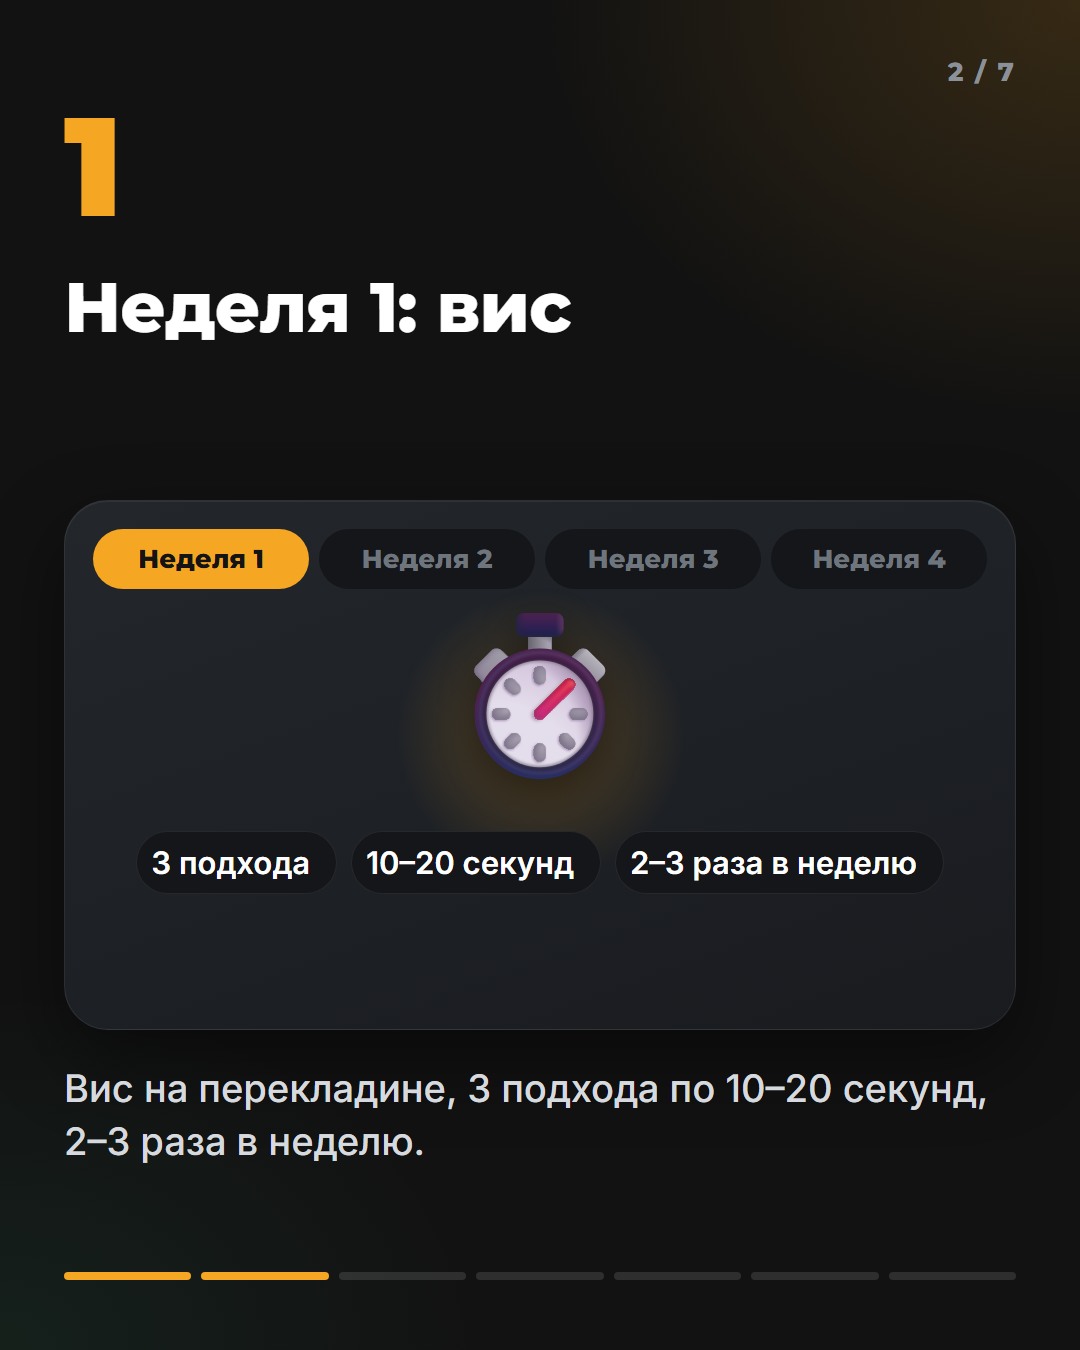 2 / 7
1
Неделя 1: вис
Неделя 1
Неделя 2
Неделя 3
Неделя 4
3 подхода
10–20 секунд
2–3 раза в неделю
Вис на перекладине, 3 подхода по 10–20 секунд,
2–3 раза в неделю.